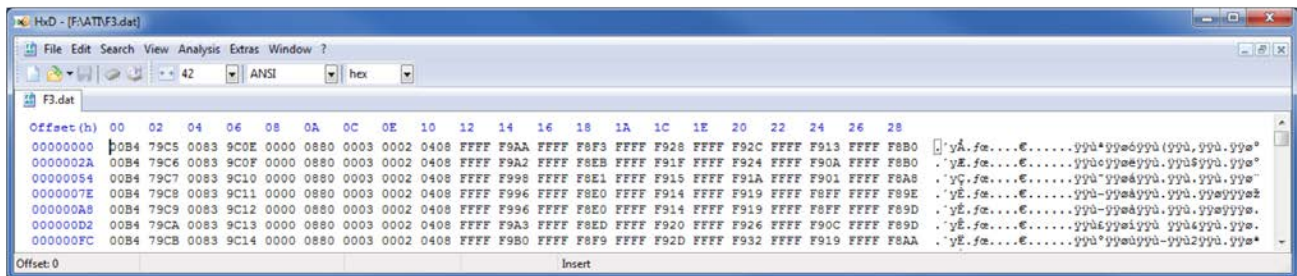 HxD - [F:\ATI\F3.dat]
File Edit Search View Analysis Extras Window ?
42 ANSI hex
F3.dat
Offset(h) 00 02 04 06 08 0A 0C 0E 10 12 14 16 18 1A 1C 1E 20 22 24 26 28
00000000 00B4 79C5 0083 9C0E 0000 0880 0003 0002 0408 FFFF F9AA FFFF F8F3 FFFF F928 FFFF F92C FFFF F913 FFFF F8B0
0000002A 00B4 79C6 0083 9C0F 0000 0880 0003 0002 0408 FFFF F9A2 FFFF F8EB FFFF F91F FFFF F924 FFFF F90A FFFF F8B0
00000054 00B4 79C7 0083 9C10 0000 0880 0003 0002 0408 FFFF F998 FFFF F8E1 FFFF F915 FFFF F91A FFFF F901 FFFF F8A8
0000007E 00B4 79C8 0083 9C11 0000 0880 0003 0002 0408 FFFF F996 FFFF F8E0 FFFF F914 FFFF F919 FFFF F8FF FFFF F89E
000000A8 00B4 79C9 0083 9C12 0000 0880 0003 0002 0408 FFFF F996 FFFF F8E0 FFFF F914 FFFF F919 FFFF F8FF FFFF F89D
000000D2 00B4 79CA 0083 9C13 0000 0880 0003 0002 0408 FFFF F9A3 FFFF F8ED FFFF F920 FFFF F926 FFFF F90C FFFF F89D
000000FC 00B4 79CB 0083 9C14 0000 0880 0003 0002 0408 FFFF F9B0 FFFF F8F9 FFFF F92D FFFF F932 FFFF F919 FFFF F8AA
Offset: 0 Insert